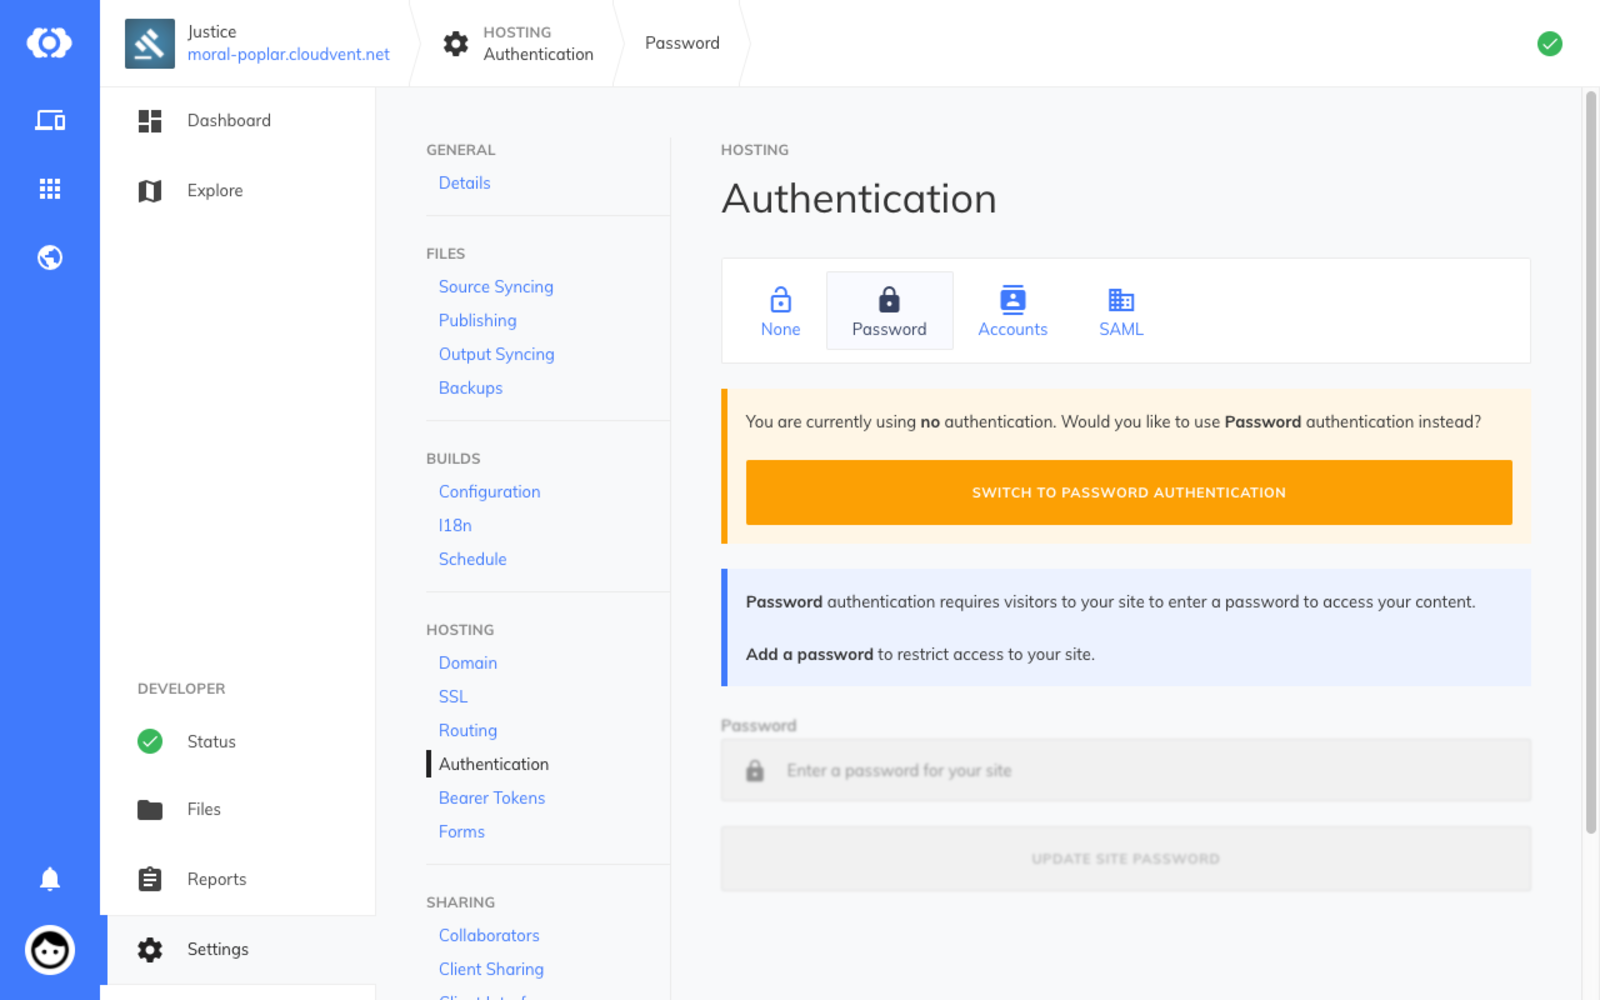 Justice
moral-poplar.cloudvent.net
HOSTING
Authentication
Password
Dashboard
Explore
DEVELOPER
Status
Files
Reports
Settings
GENERAL
Details
FILES
Source Syncing
Publishing
Output Syncing
Backups
BUILDS
Configuration
I18n
Schedule
HOSTING
Domain
SSL
Routing
Authentication
Bearer Tokens
Forms
SHARING
Collaborators
Client Sharing
HOSTING
Authentication
None
Password
Accounts
SAML
You are currently using no authentication. Would you like to use Password authentication instead?
SWITCH TO PASSWORD AUTHENTICATION
Password authentication requires visitors to your site to enter a password to access your content.
Add a password to restrict access to your site.
Password
Enter a password for your site
UPDATE SITE PASSWORD